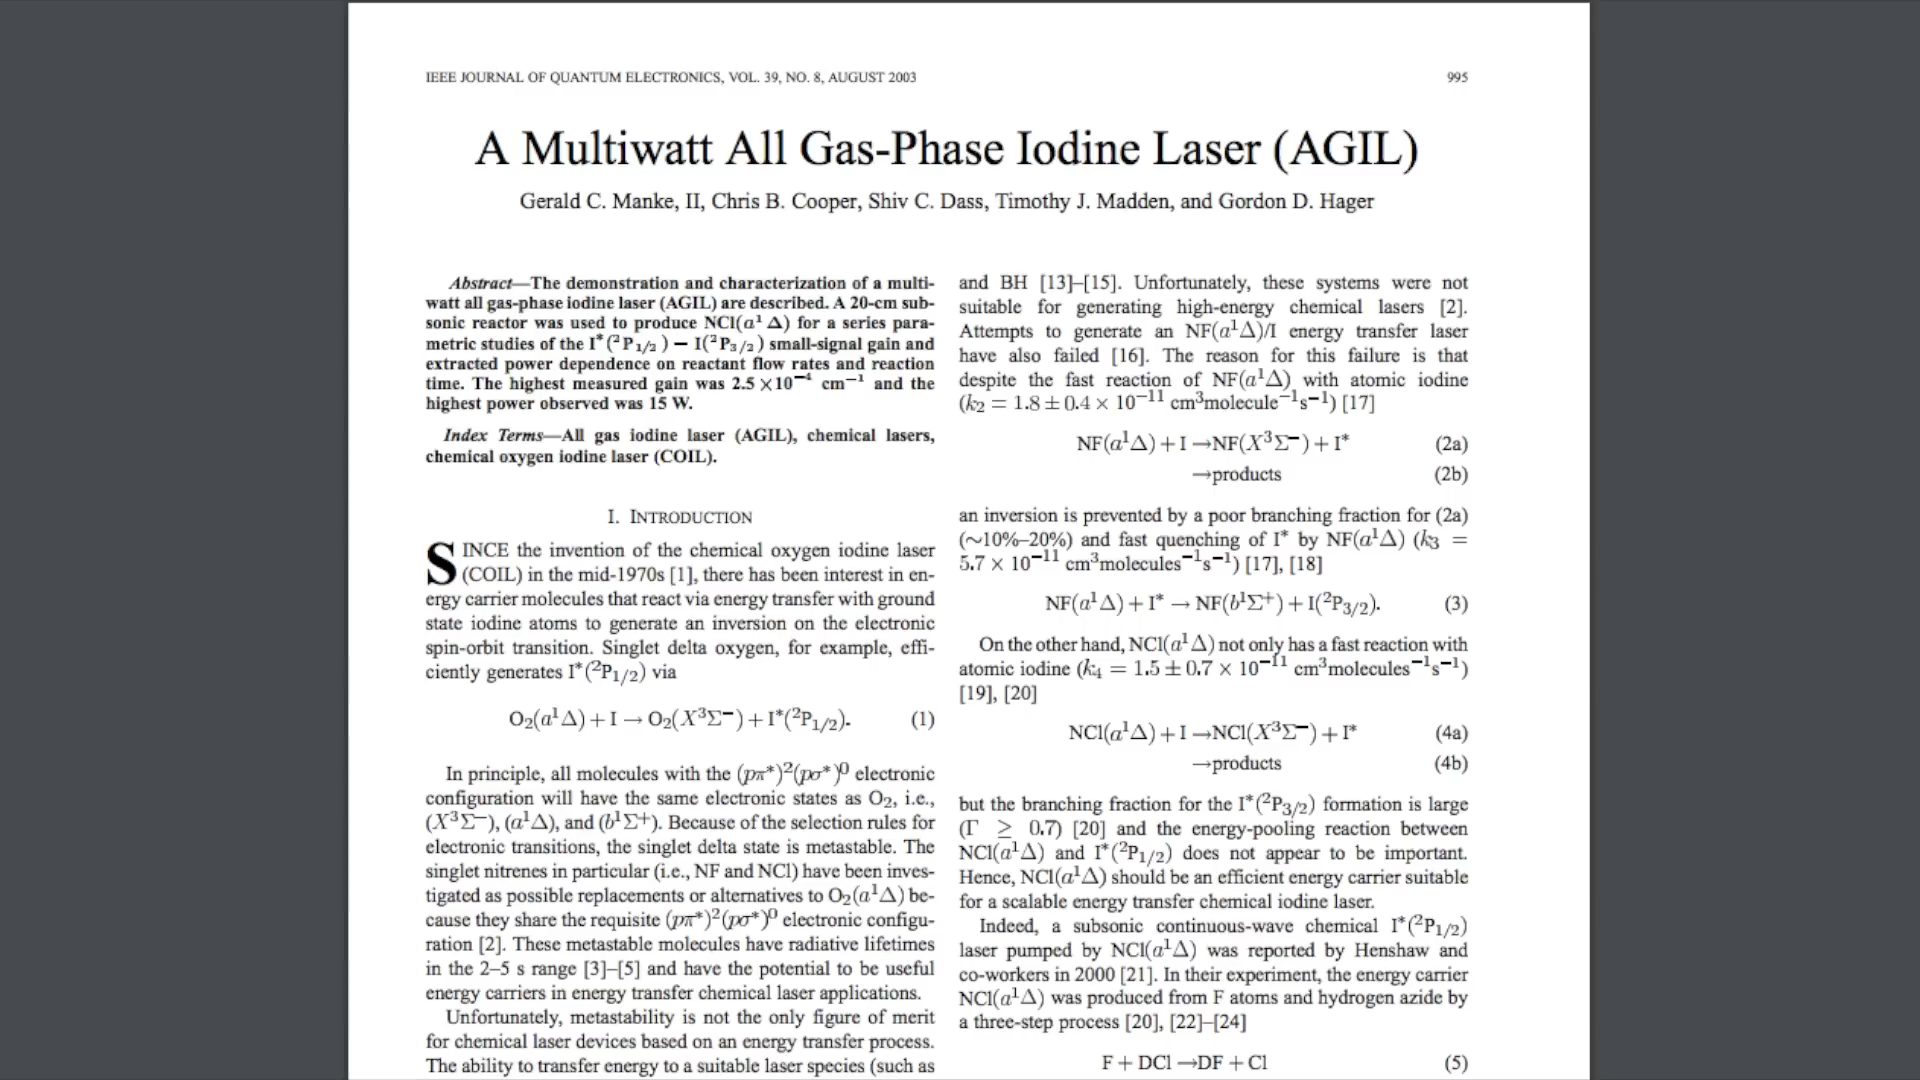 IEEE JOURNAL OF QUANTUM ELECTRONICS, VOL. 39, NO. 8, AUGUST 2003 995
A Multiwatt All Gas-Phase Iodine Laser (AGIL)
Gerald C. Manke, II, Chris B. Cooper, Shiv C. Dass, Timothy J. Madden, and Gordon D. Hager
Abstract—The demonstration and characterization of a multi-
watt all gas-phase iodine laser (AGIL) are described. A 20-cm sub-
sonic reactor was used to produce NCl(a¹Δ) for a series para-
metric studies of the I*(²P₁/₂) − I(²P₃/₂) small-signal gain and
extracted power dependence on reactant flow rates and reaction
time. The highest measured gain was 2.5 ×10⁻⁴ cm⁻¹ and the
highest power observed was 15 W.
Index Terms—All gas iodine laser (AGIL), chemical lasers,
chemical oxygen iodine laser (COIL).
I. INTRODUCTION
SINCE the invention of the chemical oxygen iodine laser
(COIL) in the mid-1970s [1], there has been interest in en-
ergy carrier molecules that react via energy transfer with ground
state iodine atoms to generate an inversion on the electronic
spin-orbit transition. Singlet delta oxygen, for example, effi-
ciently generates I*(²P₁/₂) via
O₂(a¹Δ) + I → O₂(X³Σ⁻) + I*(²P₁/₂). (1)
In principle, all molecules with the (pπ*)²(pσ*)⁰ electronic
configuration will have the same electronic states as O₂, i.e.,
(X³Σ⁻), (a¹Δ), and (b¹Σ⁺). Because of the selection rules for
electronic transitions, the singlet delta state is metastable. The
singlet nitrenes in particular (i.e., NF and NCl) have been inves-
tigated as possible replacements or alternatives to O₂(a¹Δ) be-
cause they share the requisite (pπ*)²(pσ*)⁰ electronic configu-
ration [2]. These metastable molecules have radiative lifetimes
in the 2–5 s range [3]–[5] and have the potential to be useful
energy carriers in energy transfer chemical laser applications.
Unfortunately, metastability is not the only figure of merit
for chemical laser devices based on an energy transfer process.
The ability to transfer energy to a suitable laser species (such as
and BH [13]–[15]. Unfortunately, these systems were not
suitable for generating high-energy chemical lasers [2].
Attempts to generate an NF(a¹Δ)/I energy transfer laser
have also failed [16]. The reason for this failure is that
despite the fast reaction of NF(a¹Δ) with atomic iodine
(k₂ = 1.8 ± 0.4 × 10⁻¹¹ cm³molecule⁻¹s⁻¹) [17]
NF(a¹Δ) + I →NF(X³Σ⁻) + I* (2a)
→products (2b)
an inversion is prevented by a poor branching fraction for (2a)
(∼10%–20%) and fast quenching of I* by NF(a¹Δ) (k₃ =
5.7 × 10⁻¹¹ cm³molecules⁻¹s⁻¹) [17], [18]
NF(a¹Δ) + I* → NF(b¹Σ⁺) + I(²P₃/₂). (3)
On the other hand, NCl(a¹Δ) not only has a fast reaction with
atomic iodine (k₄ = 1.5 ± 0.7 × 10⁻¹¹ cm³molecules⁻¹s⁻¹)
[19], [20]
NCl(a¹Δ) + I →NCl(X³Σ⁻) + I* (4a)
→products (4b)
but the branching fraction for the I*(²P₃/₂) formation is large
(Γ ≥ 0.7) [20] and the energy-pooling reaction between
NCl(a¹Δ) and I*(²P₁/₂) does not appear to be important.
Hence, NCl(a¹Δ) should be an efficient energy carrier suitable
for a scalable energy transfer chemical iodine laser.
Indeed, a subsonic continuous-wave chemical I*(²P₁/₂)
laser pumped by NCl(a¹Δ) was reported by Henshaw and
co-workers in 2000 [21]. In their experiment, the energy carrier
NCl(a¹Δ) was produced from F atoms and hydrogen azide by
a three-step process [20], [22]–[24]
F + DCl →DF + Cl (5)